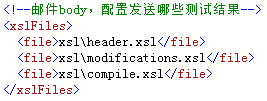 <!--邮件body，配置发送哪些测试结果-->
<xslFiles>
<file>xsl\header.xsl</file>
<file>xsl\modifications.xsl</file>
<file>xsl\compile.xsl</file>
</xslFiles>